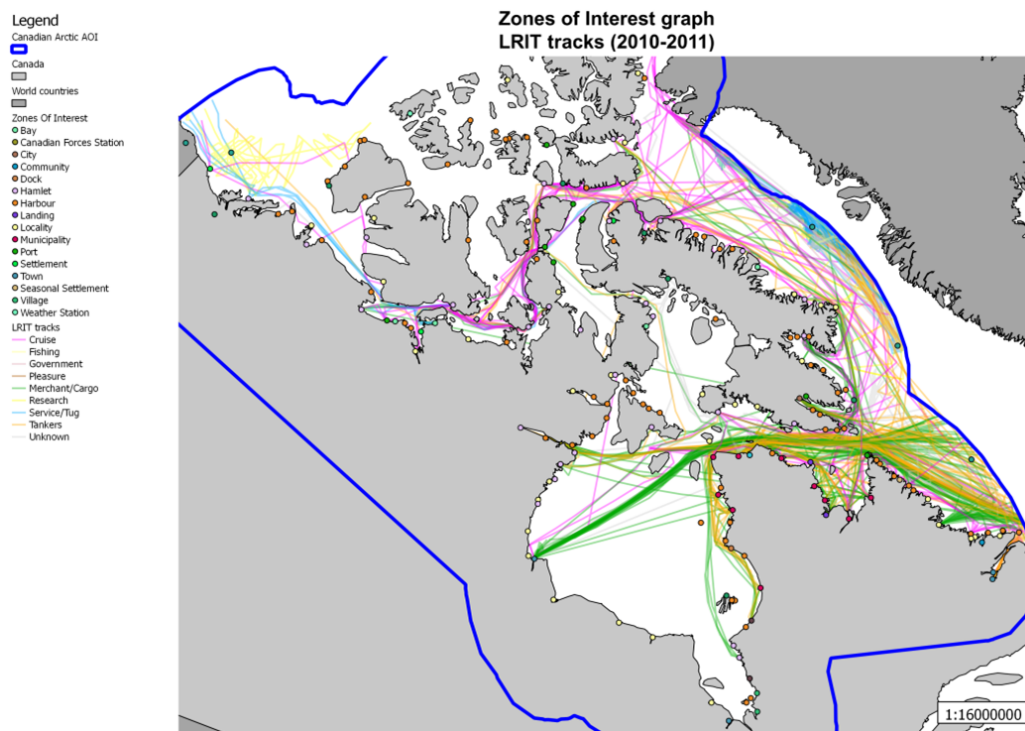 Zones of Interest graph
LRIT tracks (2010-2011)
Legend
Canadian Arctic AOI
Canada
World countries
Zones Of Interest
Bay
Canadian Forces Station
City
Community
Dock
Hamlet
Harbour
Landing
Locality
Municipality
Port
Settlement
Town
Seasonal Settlement
Village
Weather Station
LRIT tracks
Cruise
Fishing
Government
Pleasure
Merchant/Cargo
Research
Service/Tug
Tankers
Unknown
1:16000000